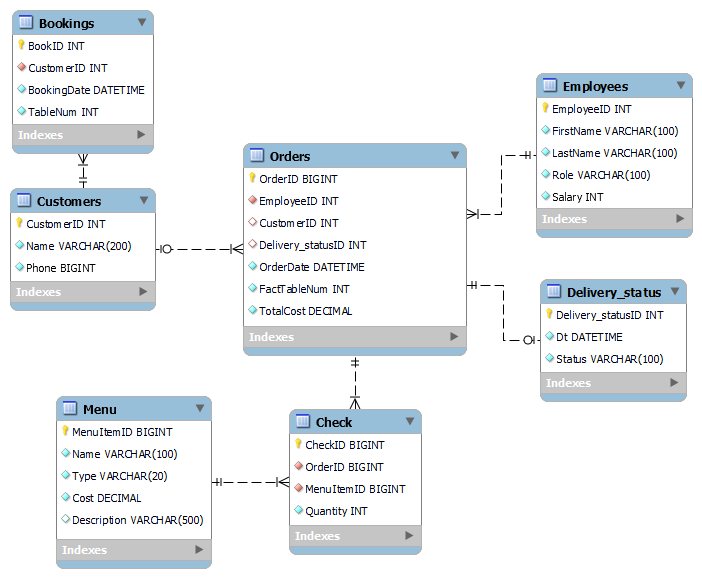 Bookings
BookID INT
CustomerID INT
BookingDate DATETIME
TableNum INT
Indexes
Customers
CustomerID INT
Name VARCHAR(200)
Phone BIGINT
Indexes
Orders
OrderID BIGINT
EmployeeID INT
CustomerID INT
Delivery_statusID INT
OrderDate DATETIME
FactTableNum INT
TotalCost DECIMAL
Indexes
Employees
EmployeeID INT
FirstName VARCHAR(100)
LastName VARCHAR(100)
Role VARCHAR(100)
Salary INT
Indexes
Delivery_status
Delivery_statusID INT
Dt DATETIME
Status VARCHAR(100)
Indexes
Menu
MenuItemID BIGINT
Name VARCHAR(100)
Type VARCHAR(20)
Cost DECIMAL
Description VARCHAR(500)
Indexes
Check
CheckID BIGINT
OrderID BIGINT
MenuItemID BIGINT
Quantity INT
Indexes